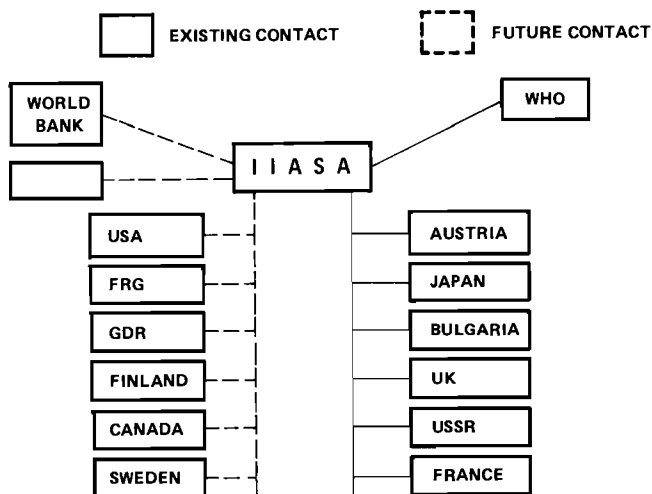 EXISTING CONTACT
FUTURE CONTACT
WORLD
BANK
WHO
I I A S A
USA
FRG
GDR
FINLAND
CANADA
SWEDEN
AUSTRIA
JAPAN
BULGARIA
UK
USSR
FRANCE